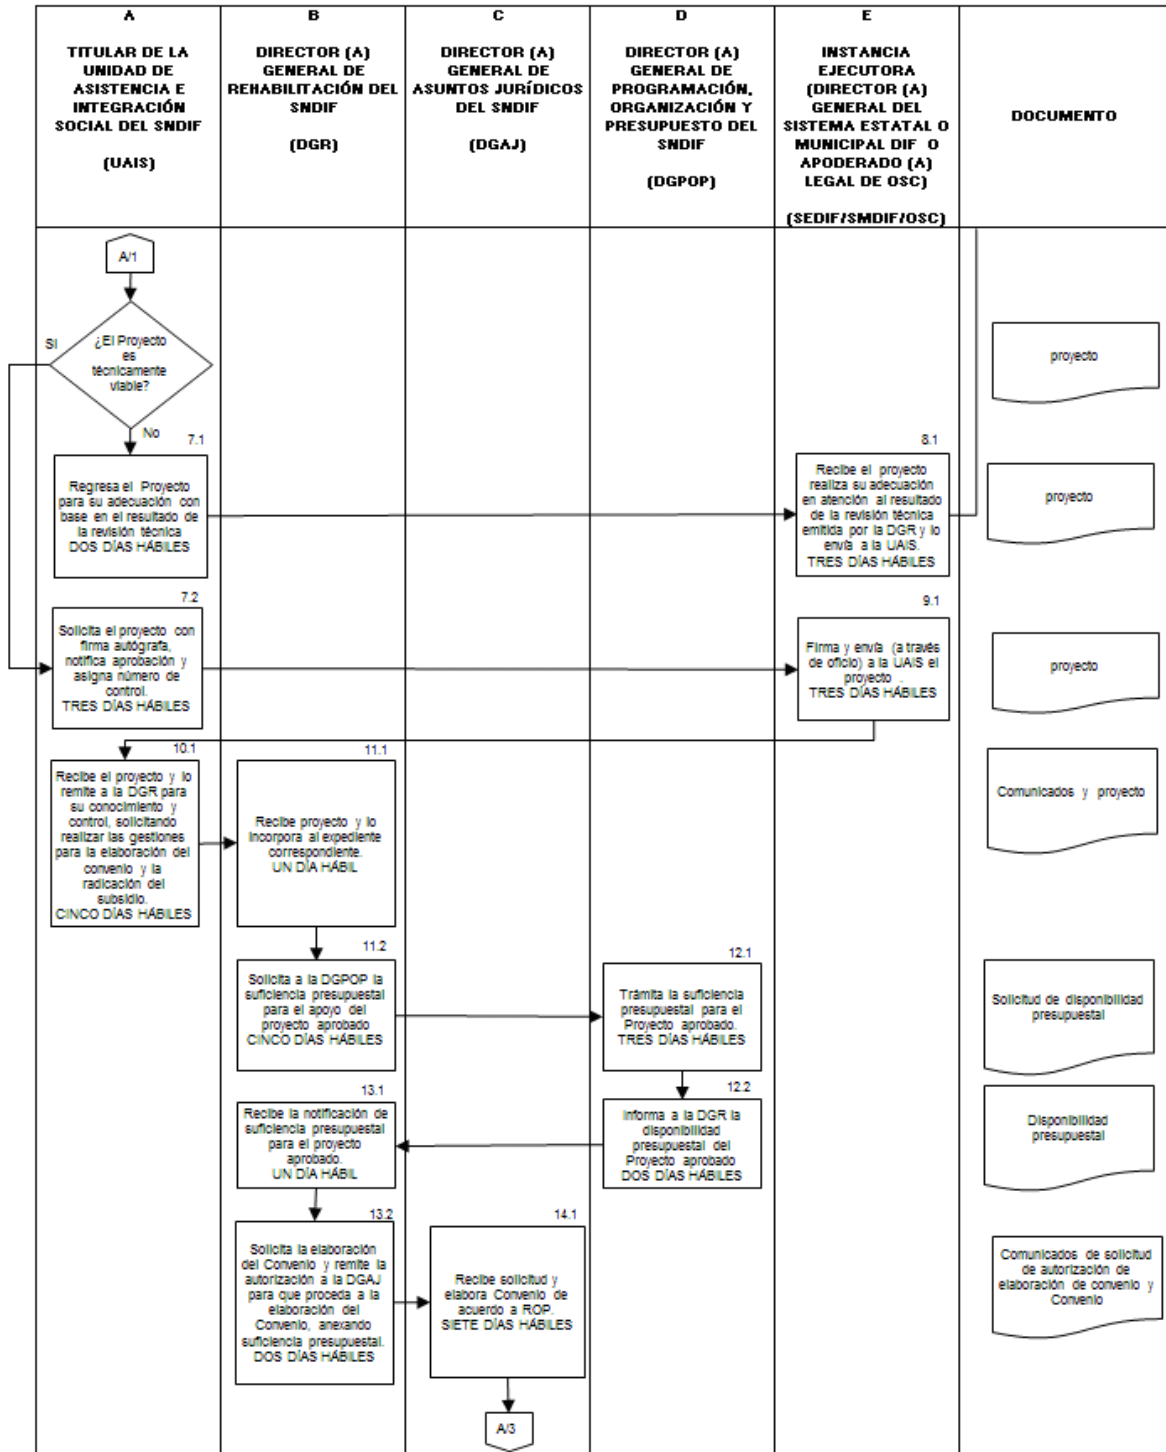 A
TITULAR DE LA
UNIDAD DE
ASISTENCIA E
INTEGRACIÓN
SOCIAL DEL SNDIF
(UAIS)
B
DIRECTOR (A)
GENERAL DE
REHABILITACIÓN DEL
SNDIF
(DGR)
C
DIRECTOR (A)
GENERAL DE
ASUNTOS JURÍDICOS
DEL SNDIF
(DGAJ)
D
DIRECTOR (A)
GENERAL DE
PROGRAMACIÓN,
ORGANIZACIÓN Y
PRESUPUESTO DEL
SNDIF
(DGPOP)
E
INSTANCIA
EJECUTORA
(DIRECTOR (A)
GENERAL DEL
SISTEMA ESTATAL O
MUNICIPAL DIF O
APODERADO (A)
LEGAL DE OSC)
(SEDIF/SMDIF/OSC)
DOCUMENTO
A/1
¿El Proyecto
es
técnicamente
viable?
SI
No
proyecto
7.1
Regresa el Proyecto
para su adecuación con
base en el resultado de
la revisión técnica
DOS DÍAS HÁBILES
8.1
Recibe el proyecto
realiza su adecuación
en atención al resultado
de la revisión técnica
emitida por la DGR y lo
envía a la UAIS.
TRES DÍAS HÁBILES
proyecto
7.2
Solicita el proyecto con
firma autógrafa,
notifica aprobación y
asigna número de
control.
TRES DÍAS HÁBILES
9.1
Firma y envía (a través
de oficio) a la UAIS el
proyecto .
TRES DÍAS HÁBILES
proyecto
10.1
Recibe el proyecto y lo
remite a la DGR para
su conocimiento y
control, solicitando
realizar las gestiones
para la elaboración del
convenio y la
radicación del
subsidio.
CINCO DÍAS HÁBILES
11.1
Recibe proyecto y lo
incorpora al expediente
correspondiente.
UN DÍA HÁBIL
Comunicados y proyecto
11.2
Solicita a la DGPOP la
suficiencia presupuestal
para el apoyo del
proyecto aprobado
CINCO DÍAS HÁBILES
12.1
Trámita la suficiencia
presupuestal para el
Proyecto aprobado.
TRES DÍAS HÁBILES
Solicitud de disponibilidad
presupuestal
13.1
Recibe la notificación de
suficiencia presupuestal
para el proyecto
aprobado.
UN DÍA HÁBIL
12.2
Informa a la DGR la
disponibilidad
presupuestal del
Proyecto aprobado
DOS DÍAS HÁBILES
Disponibilidad
presupuestal
13.2
Solicita la elaboración
del Convenio y remite la
autorización a la DGAJ
para que proceda a la
elaboración del
Convenio, anexando
suficiencia presupuestal.
DOS DÍAS HÁBILES
14.1
Recibe solicitud y
elabora Convenio de
acuerdo a ROP.
SIETE DÍAS HÁBILES
Comunicados de solicitud
de autorización de
elaboración de convenio y
Convenio
A/3